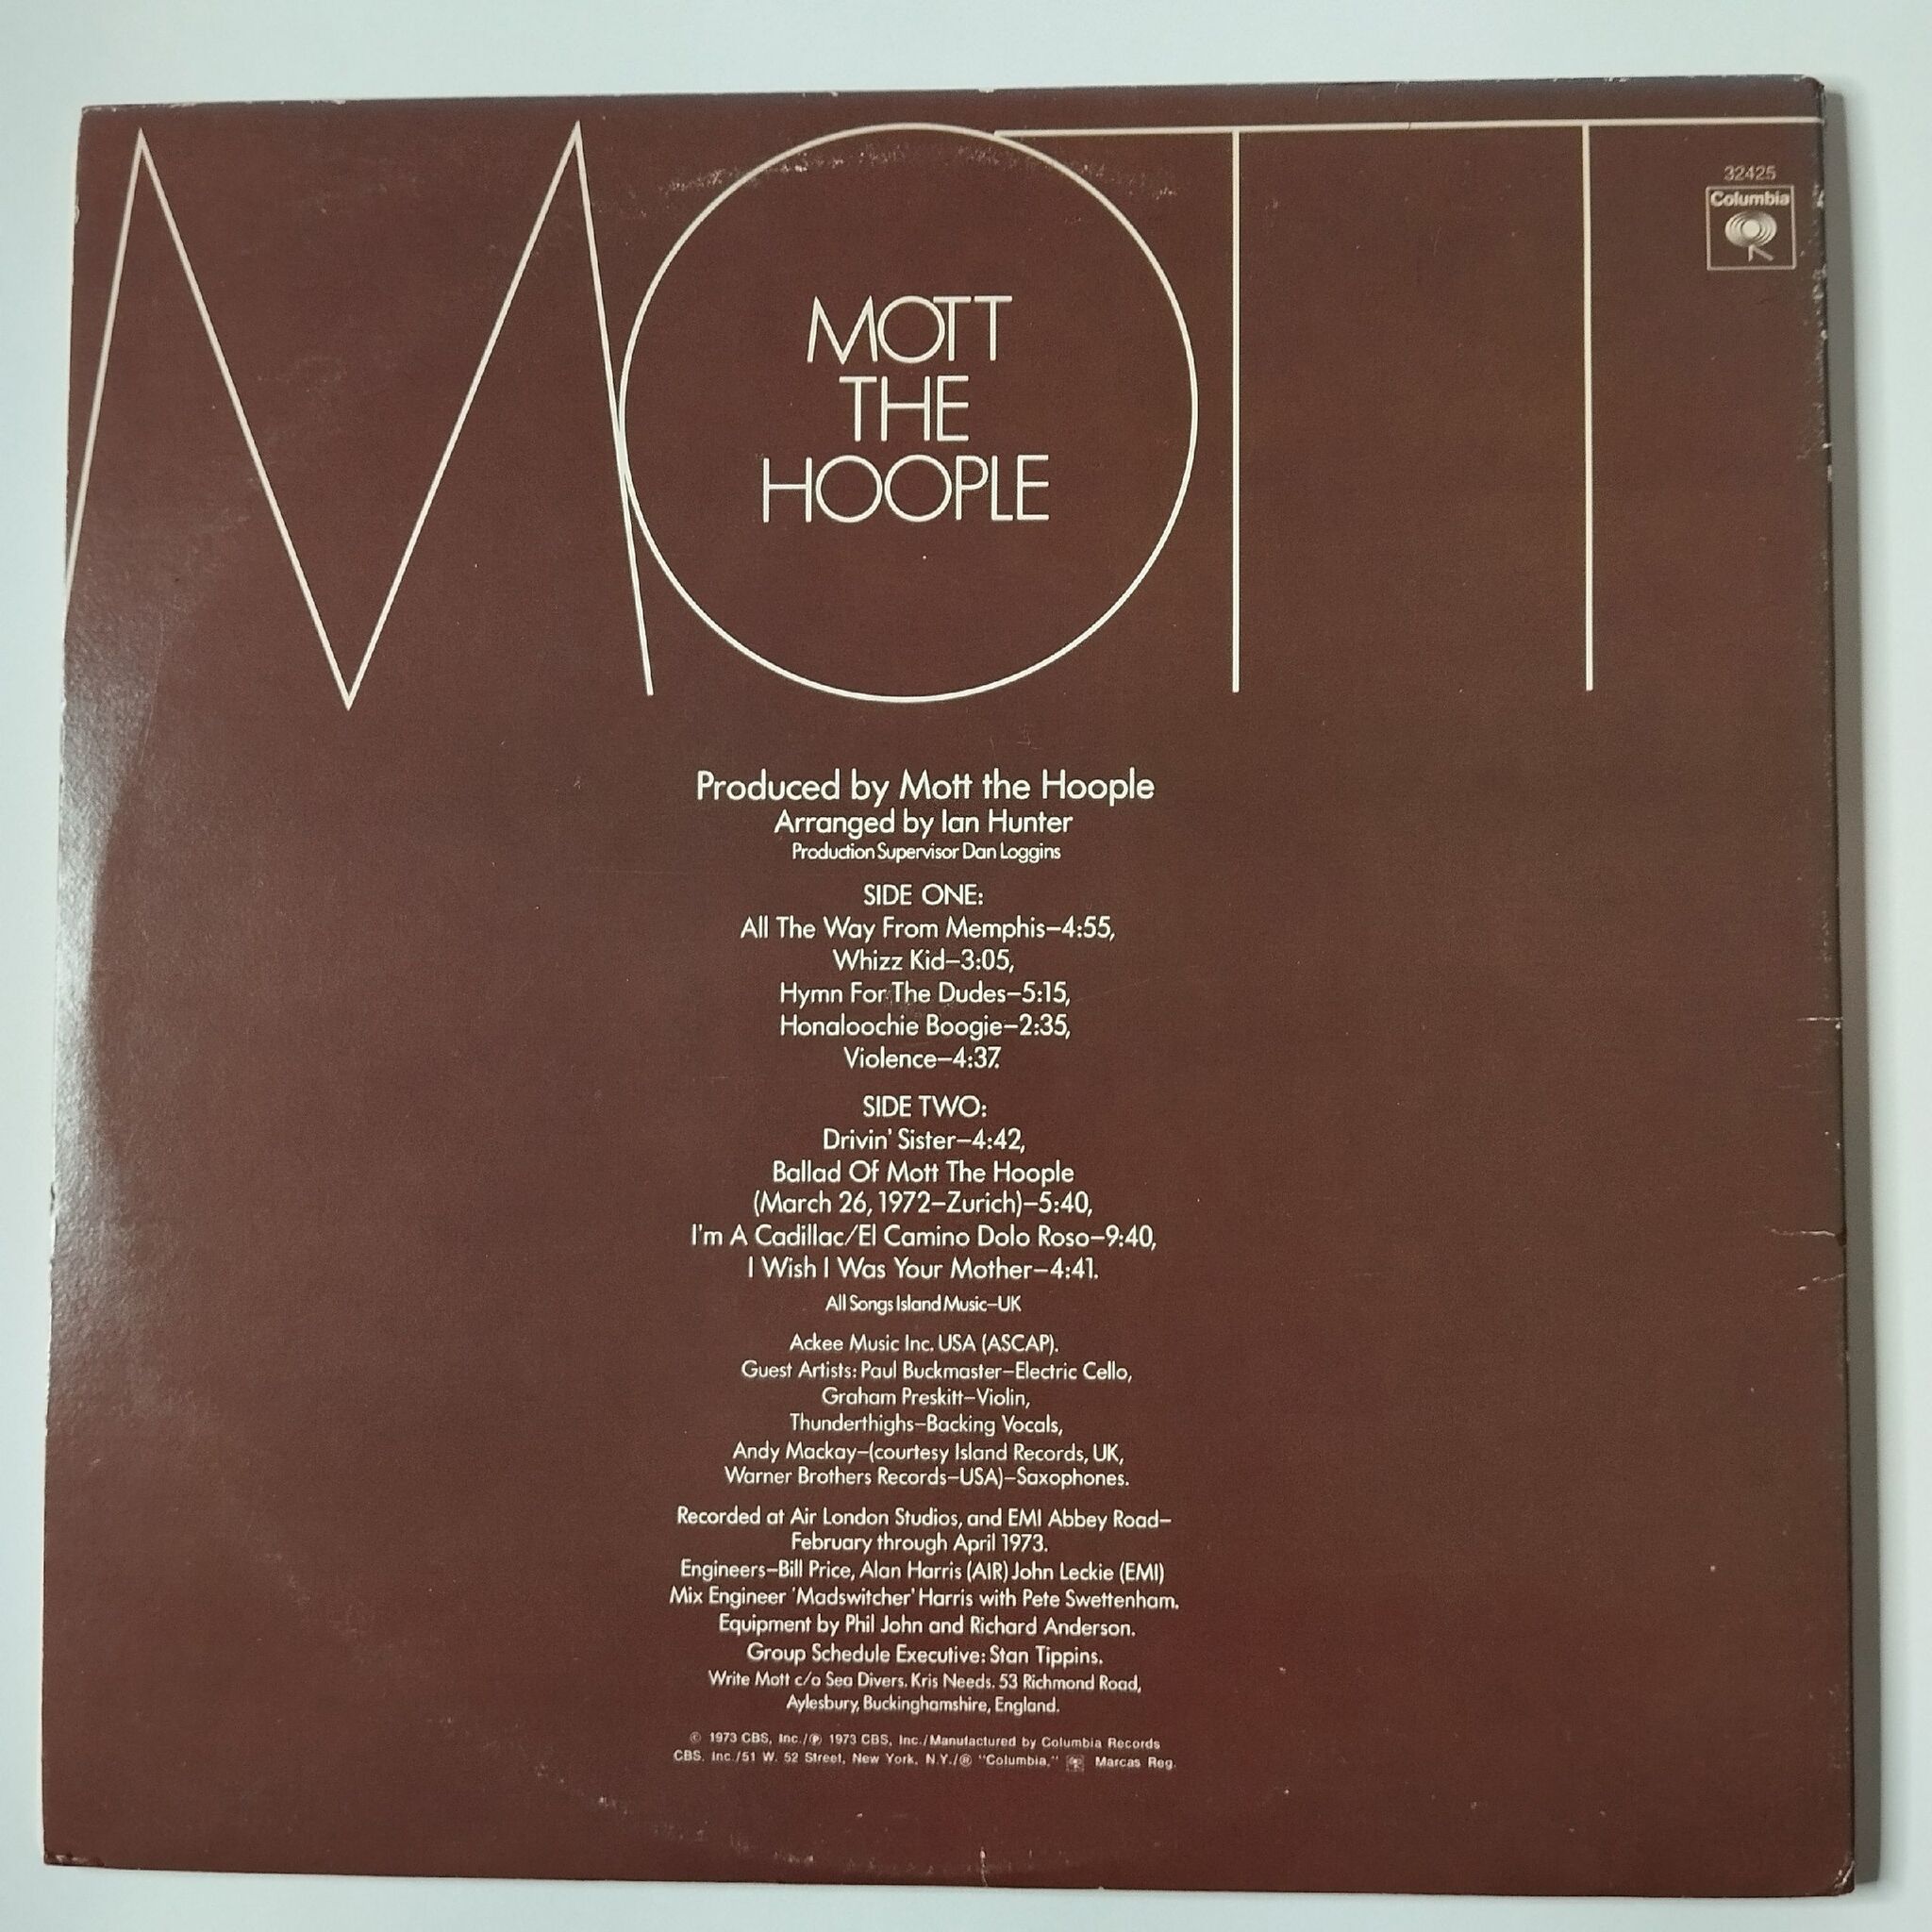 MOTT
32425
Columbia
MOTT
THE
HOOPLE
Produced by Mott the Hoople
Arranged by Ian Hunter
Production Supervisor Dan Loggins
SIDE ONE:
All The Way From Memphis–4:55,
Whizz Kid–3:05,
Hymn For The Dudes–5:15,
Honaloochie Boogie–2:35,
Violence–4:37.
SIDE TWO:
Drivin' Sister–4:42,
Ballad Of Mott The Hoople
(March 26, 1972–Zurich)–5:40,
I'm A Cadillac/El Camino Dolo Roso–9:40,
I Wish I Was Your Mother–4:41.
All Songs Island Music–UK
Ackee Music Inc. USA (ASCAP).
Guest Artists: Paul Buckmaster–Electric Cello,
Graham Preskitt–Violin,
Thunderthighs–Backing Vocals,
Andy Mackay–(courtesy Island Records, UK,
Warner Brothers Records–USA)–Saxophones.
Recorded at Air London Studios, and EMI Abbey Road–
February through April 1973.
Engineers–Bill Price, Alan Harris (AIR) John Leckie (EMI)
Mix Engineer 'Madswitcher' Harris with Pete Swettenham.
Equipment by Phil John and Richard Anderson.
Group Schedule Executive: Stan Tippins.
Write Mott c/o Sea Divers. Kris Needs. 53 Richmond Road,
Aylesbury, Buckinghamshire, England.
© 1973 CBS, Inc./℗ 1973 CBS, Inc./Manufactured by Columbia Records
CBS. Inc./51 W. 52 Street, New York, N.Y./® "Columbia," Marcas Reg.